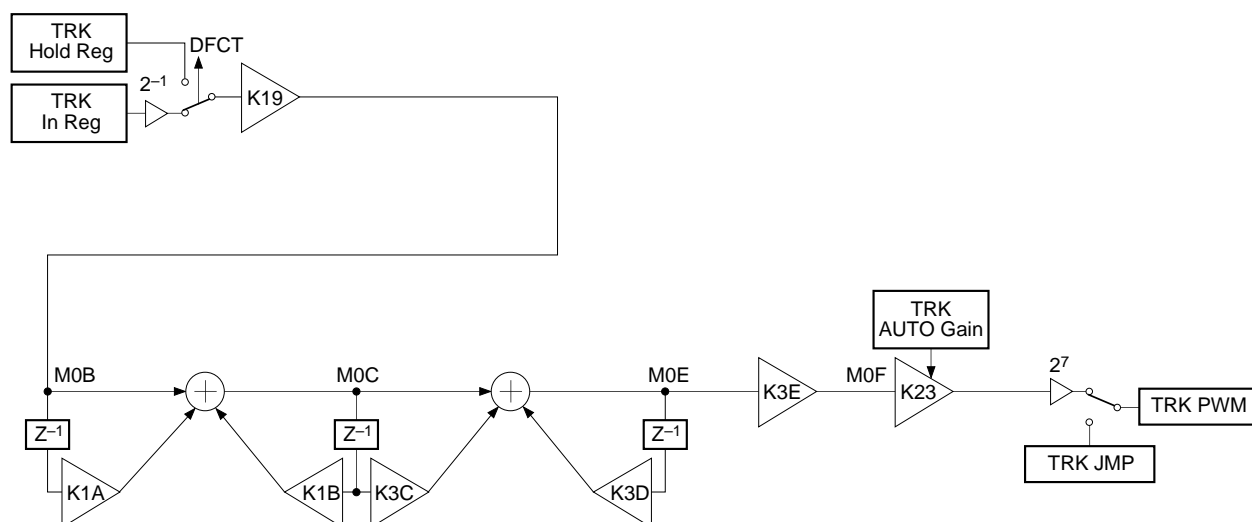 TRK
Hold Reg
DFCT
2–1
K19
TRK
In Reg
TRK
AUTO Gain
M0B
M0C
M0E
K3E
M0F
K23
27
TRK PWM
Z–1
Z–1
Z–1
TRK JMP
K1A
K1B
K3C
K3D